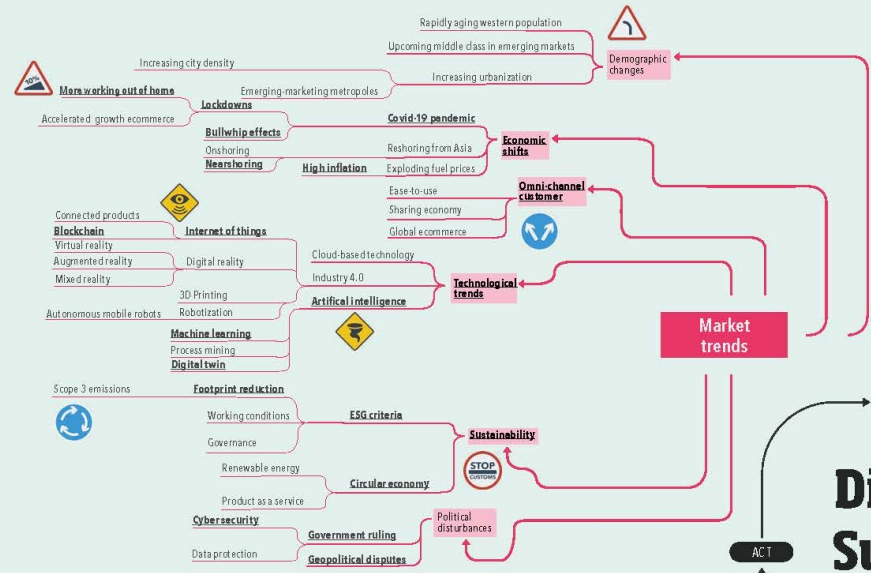 Rapidly aging western population
Upcoming middle class in emerging markets
Demographic
changes
Increasing city density
Increasing urbanization
Emerging-marketing metropoles
10%
More working out of home
Lockdowns
Accelerated growth ecommerce
Covid-19 pandemic
Bullwhip effects
Economic
shifts
Onshoring
Reshoring from Asia
Nearshoring
High inflation
Exploding fuel prices
Omni-channel
customer
Ease-to-use
Sharing economy
Global ecommerce
Connected products
Blockchain
Internet of things
Virtual reality
Augmented reality
Digital reality
Mixed reality
Cloud-based technology
Industry 4.0
Technological
trends
3D Printing
Artifical intelligence
Autonomous mobile robots
Robotization
Machine learning
Process mining
Digital twin
Market
trends
Scope 3 emissions
Footprint reduction
Working conditions
ESG criteria
Governance
Sustainability
STOP
CUSTOMS
Renewable energy
Circular economy
Product as a service
Political
disturbances
Cybersecurity
Government ruling
Data protection
Geopolitical disputes
Di
Su
ACT